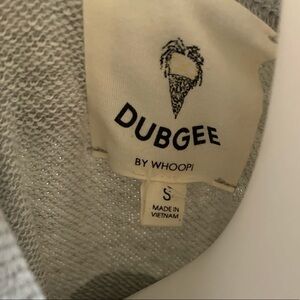 DUBGEE
BY WHOOPI
S
MADE IN
VIETNAM